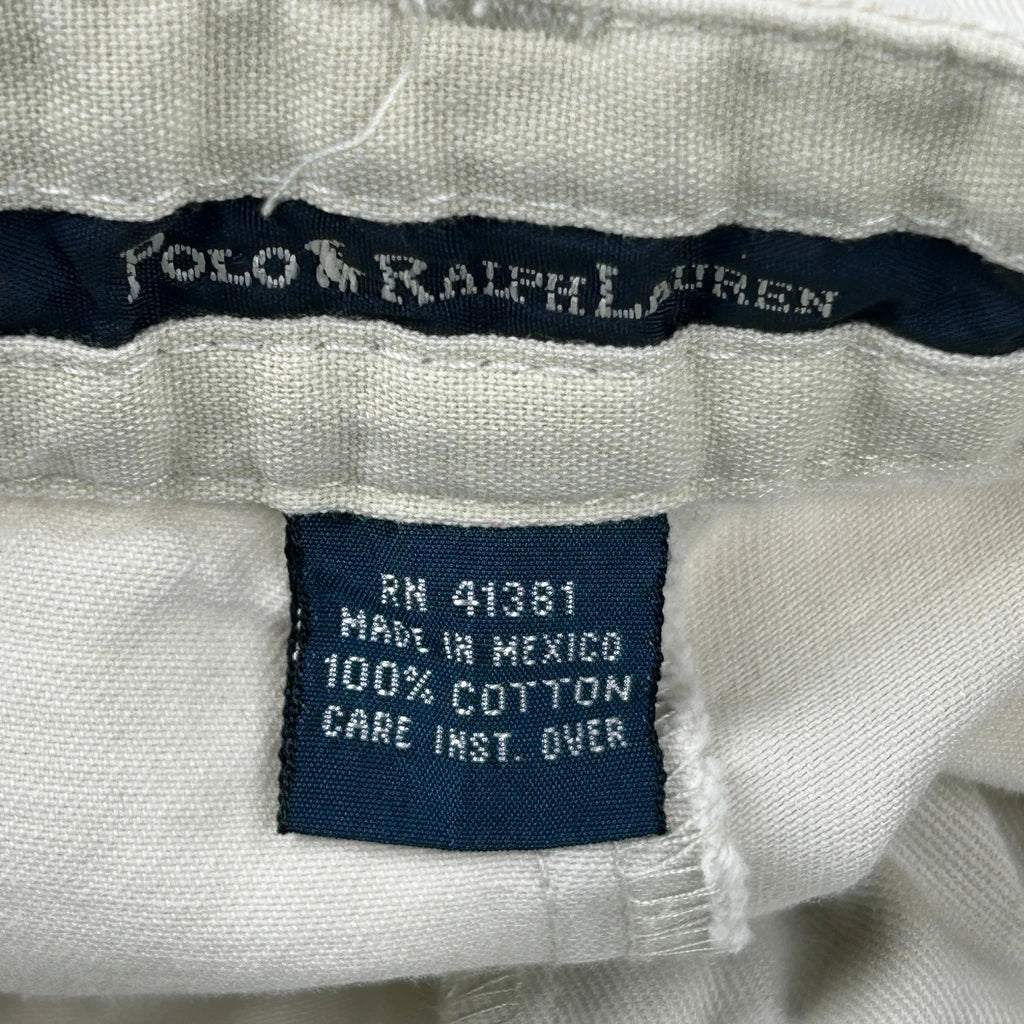 POLO RALPH LAUREN
RN 41381
MADE IN MEXICO
100% COTTON
CARE INST. OVER